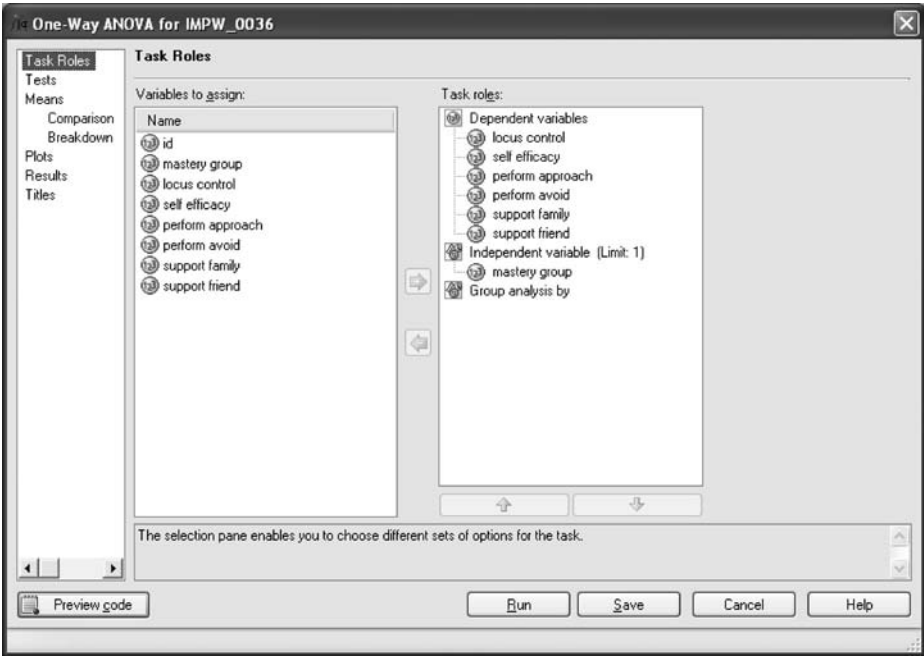 One-Way ANOVA for IMPW_0036
Task Roles
Tests
Means
Comparison
Breakdown
Plots
Results
Titles
Task Roles
Variables to assign:
Name
id
mastery group
locus control
self efficacy
perform approach
perform avoid
support family
support friend
Task roles:
Dependent variables
locus control
self efficacy
perform approach
perform avoid
support family
support friend
Independent variable (Limit: 1)
mastery group
Group analysis by
The selection pane enables you to choose different sets of options for the task.
Preview code
Run
Save
Cancel
Help